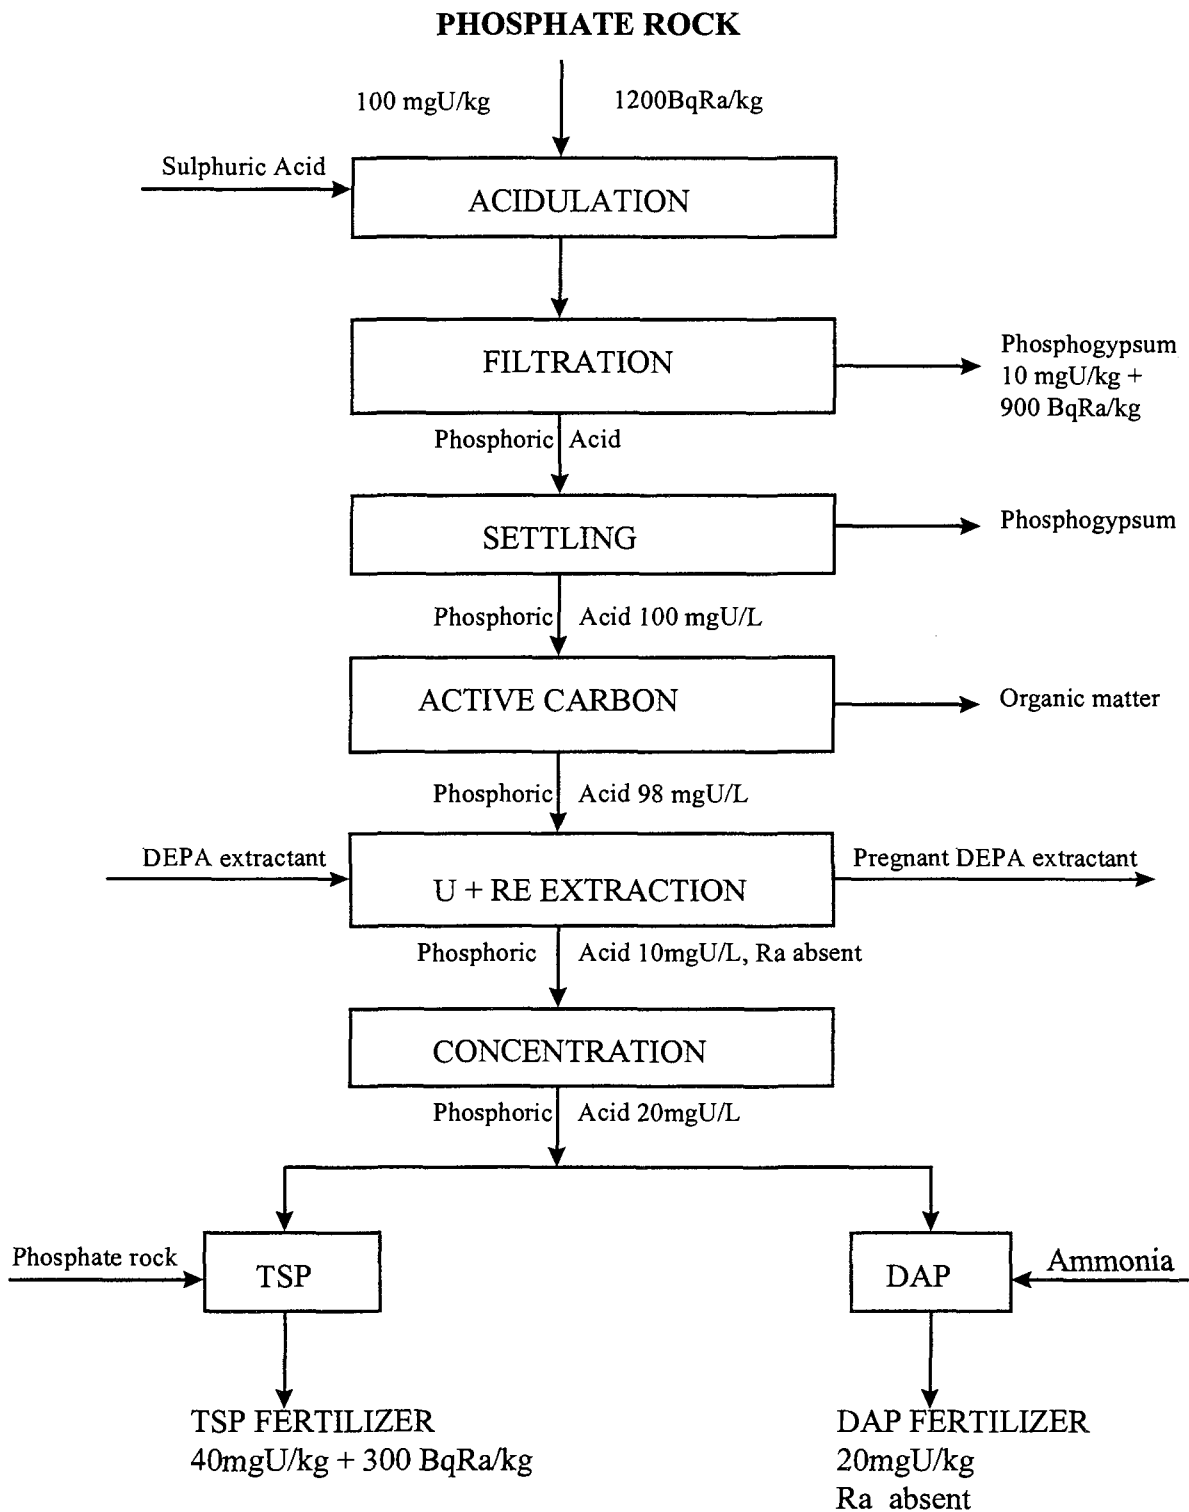 PHOSPHATE ROCK
100 mgU/kg
1200BqRa/kg
Sulphuric Acid
ACIDULATION
FILTRATION
Phosphogypsum
10 mgU/kg +
900 BqRa/kg
Phosphoric Acid
SETTLING
Phosphogypsum
Phosphoric Acid 100 mgU/L
ACTIVE CARBON
Organic matter
Phosphoric Acid 98 mgU/L
DEPA extractant
Pregnant DEPA extractant
U + RE EXTRACTION
Phosphoric Acid 10mgU/L, Ra absent
CONCENTRATION
Phosphoric Acid 20mgU/L
Phosphate rock
TSP
DAP
Ammonia
TSP FERTILIZER
40mgU/kg + 300 BqRa/kg
DAP FERTILIZER
20mgU/kg
Ra absent